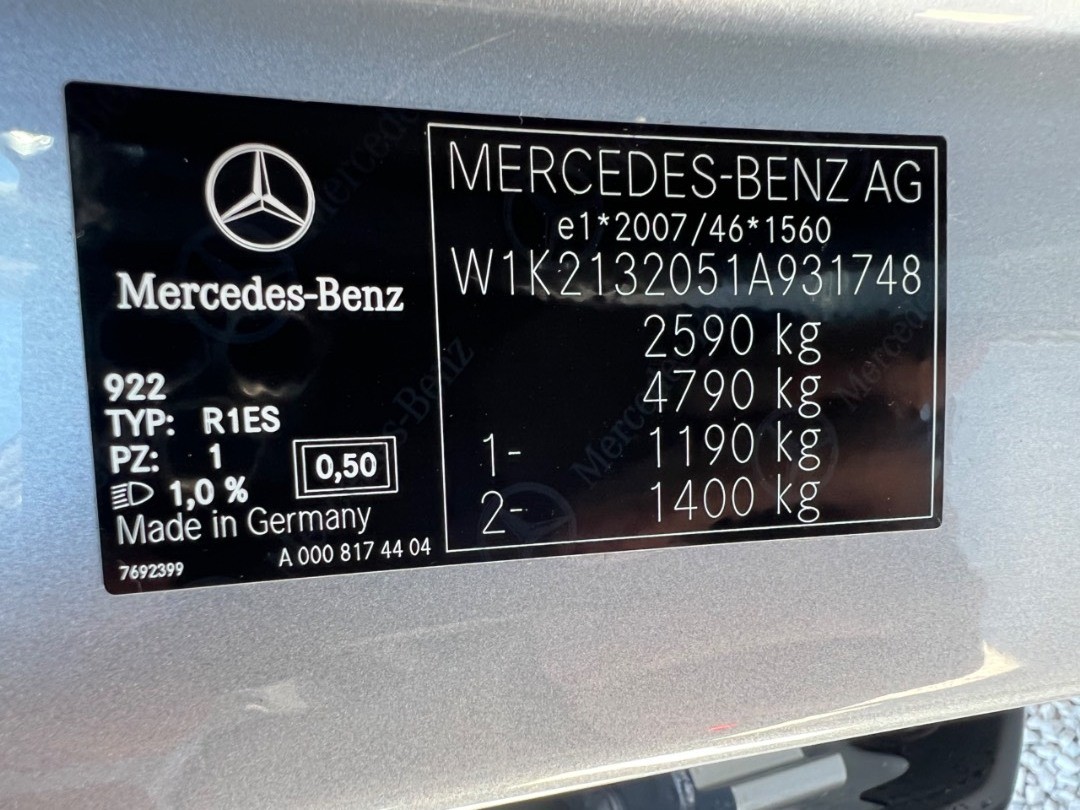 Mercedes-Benz
922
TYP: R1ES
PZ: 1
1,0 %
0,50
Made in Germany
A 000 817 44 04
7692399
MERCEDES-BENZ AG
e1*2007/46*1560
W1K2132051A931748
2590 kg
4790 kg
1- 1190 kg
2- 1400 kg